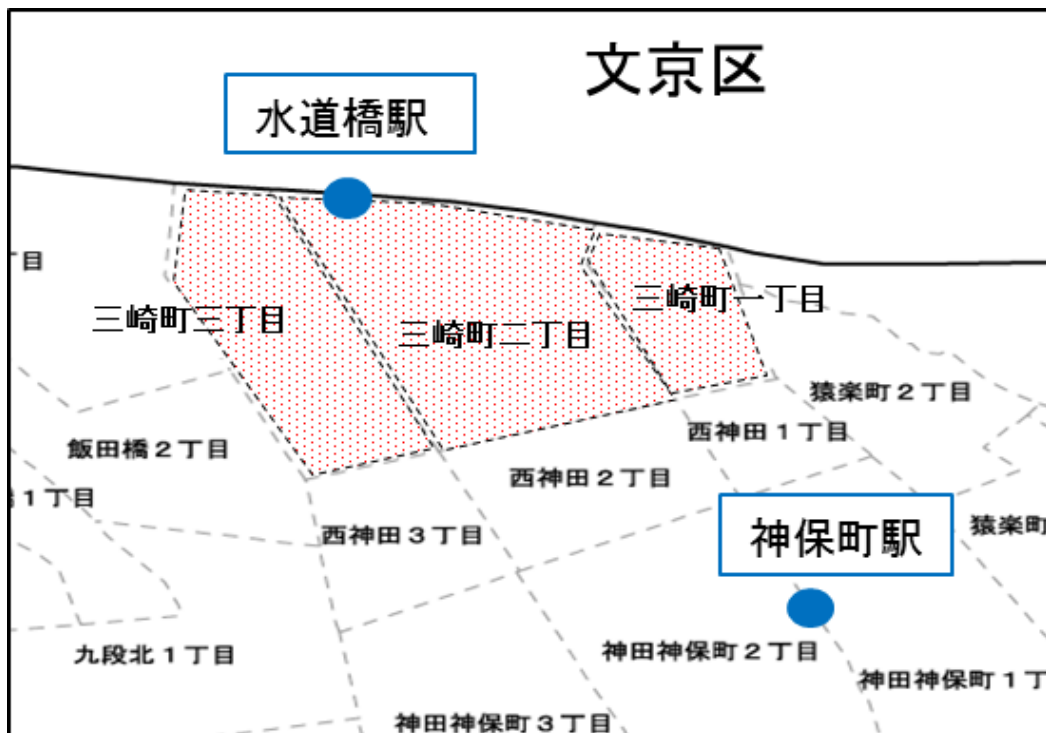 文京区
水道橋駅
丁目
三崎町一丁目
三崎町三丁目
三崎町二丁目
猿楽町2丁目
西神田1丁目
飯田橋2丁目
西神田2丁目
1丁目
西神田3丁目
神保町駅
猿楽町
九段北1丁目
神田神保町2丁目
神田神保町1丁
神田神保町3丁目